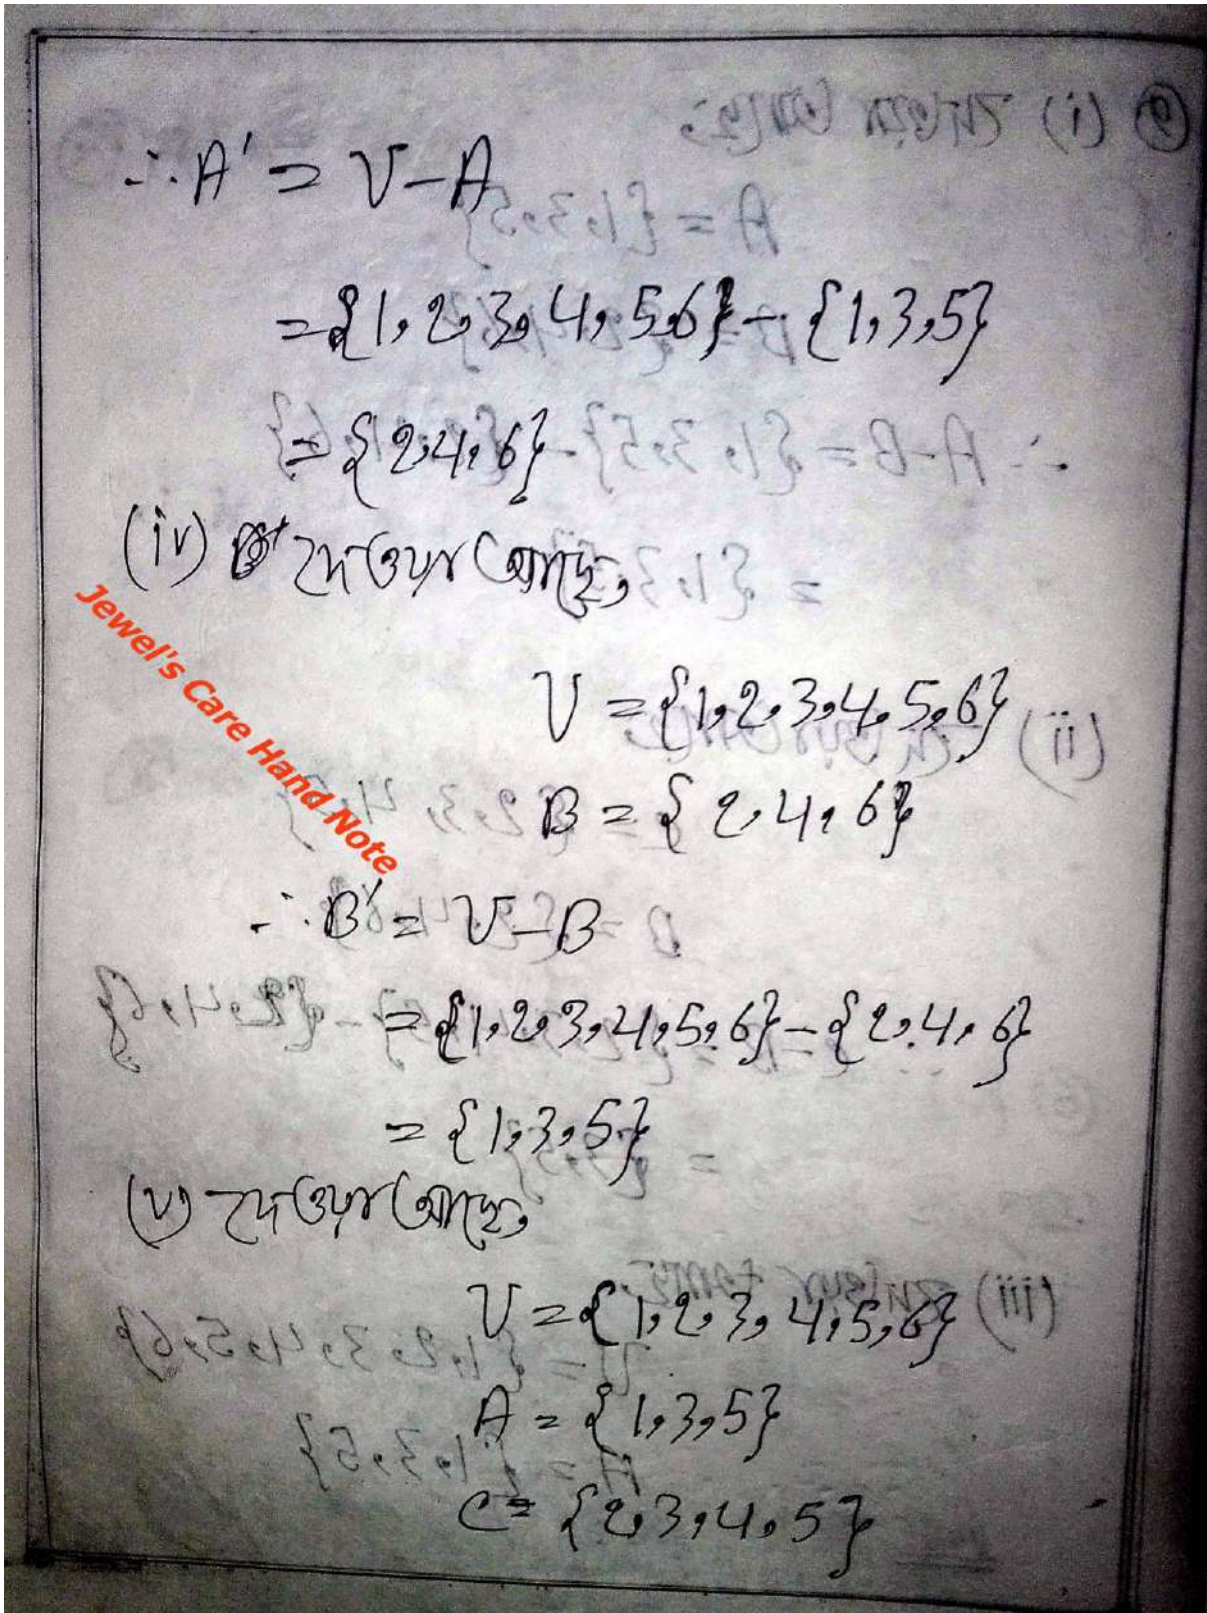 ∴ A' = U - A
= {1, 2, 3, 4, 5, 6} - {1, 3, 5}
= {2, 4, 6}
(iv) দেওয়া আছে,
U = {1, 2, 3, 4, 5, 6}
B = {2, 4, 6}
Jewel's Care Hand Note
∴ B' = U - B
= {1, 2, 3, 4, 5, 6} - {2, 4, 6}
= {1, 3, 5}
(v) দেওয়া আছে,
U = {1, 2, 3, 4, 5, 6}
A = {1, 3, 5}
C = {2, 3, 4, 5}